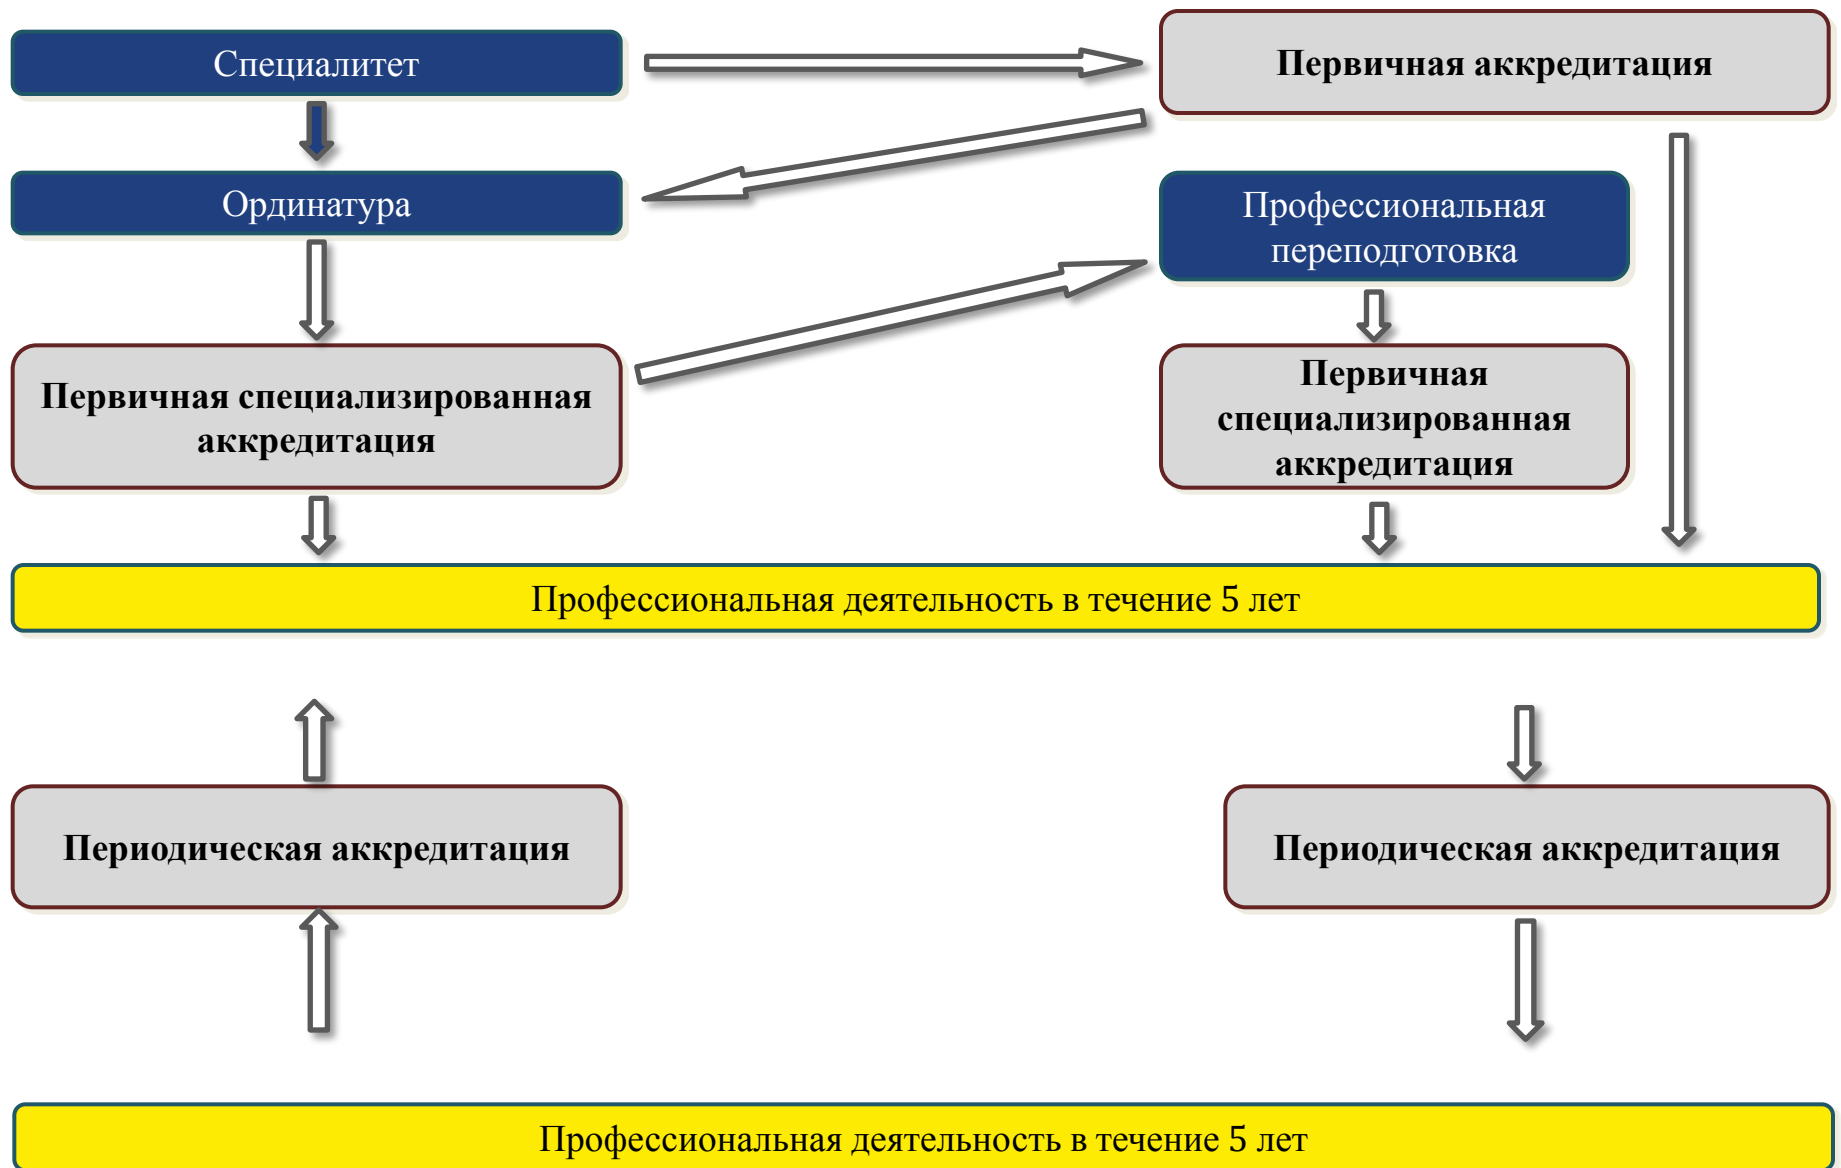 Специалитет
Первичная аккредитация
Ординатура
Профессиональная
переподготовка
Первичная специализированная
аккредитация
Первичная
специализированная
аккредитация
Профессиональная деятельность в течение 5 лет
Периодическая аккредитация
Периодическая аккредитация
Профессиональная деятельность в течение 5 лет